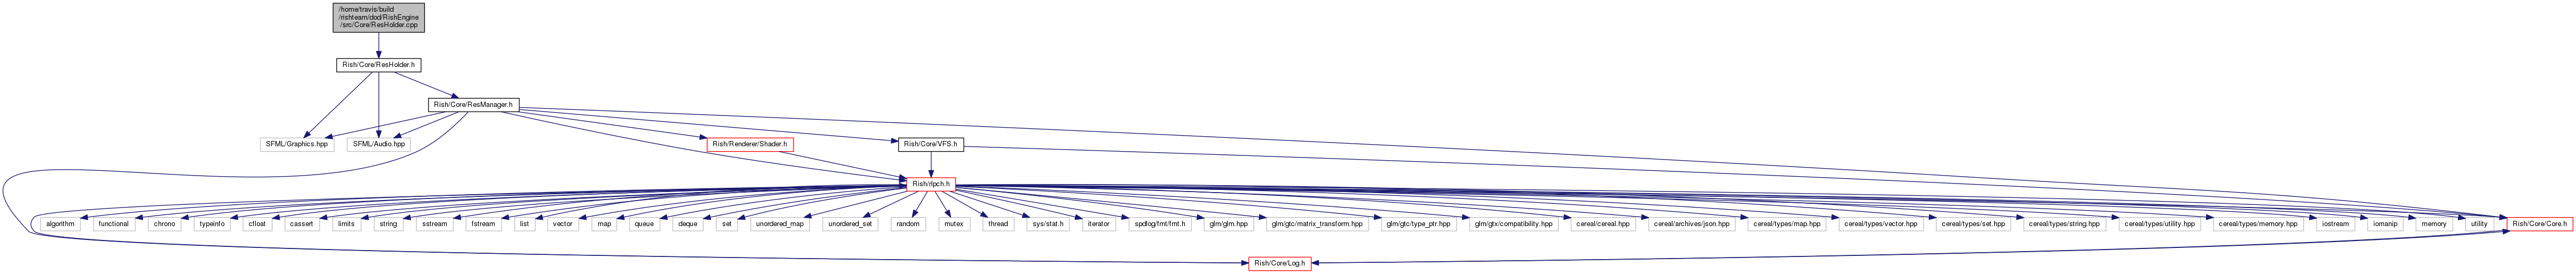 /home/travis/build
/rishteam/dod/RishEngine
/src/Core/ResHolder.cpp
Rish/Core/ResHolder.h
Rish/Core/ResManager.h
SFML/Graphics.hpp
SFML/Audio.hpp
Rish/Renderer/Shader.h
Rish/Core/VFS.h
Rish/rlpch.h
algorithm
functional
chrono
typeinfo
cfloat
cassert
limits
string
sstream
fstream
list
vector
map
queue
deque
set
unordered_map
unordered_set
random
mutex
thread
sys/stat.h
iterator
spdlog/fmt/fmt.h
glm/glm.hpp
glm/gtc/matrix_transform.hpp
glm/gtc/type_ptr.hpp
glm/gtx/compatibility.hpp
cereal/cereal.hpp
cereal/archives/json.hpp
cereal/types/map.hpp
cereal/types/vector.hpp
cereal/types/set.hpp
cereal/types/string.hpp
cereal/types/utility.hpp
cereal/types/memory.hpp
iostream
iomanip
memory
utility
Rish/Core/Core.h
Rish/Core/Log.h